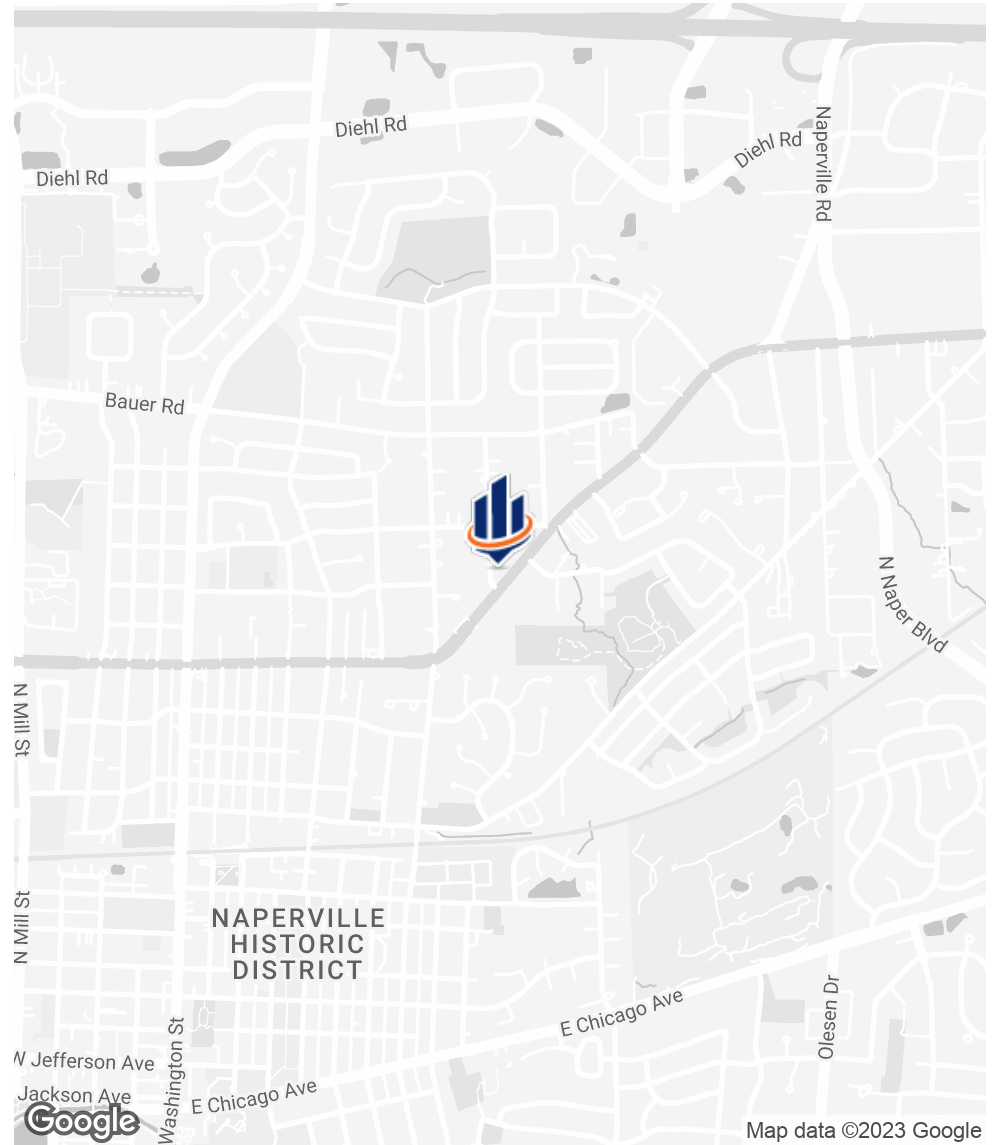 Diehl Rd
Diehl Rd
Naperville Rd
Diehl Rd
Bauer Rd
N Naper Blvd
N Mill St
N Mill St
NAPERVILLE
HISTORIC
DISTRICT
E Chicago Ave
Olesen Dr
W Jefferson Ave
Washington St
Jackson Ave
E Chicago Ave
Google
Map data ©2023 Google